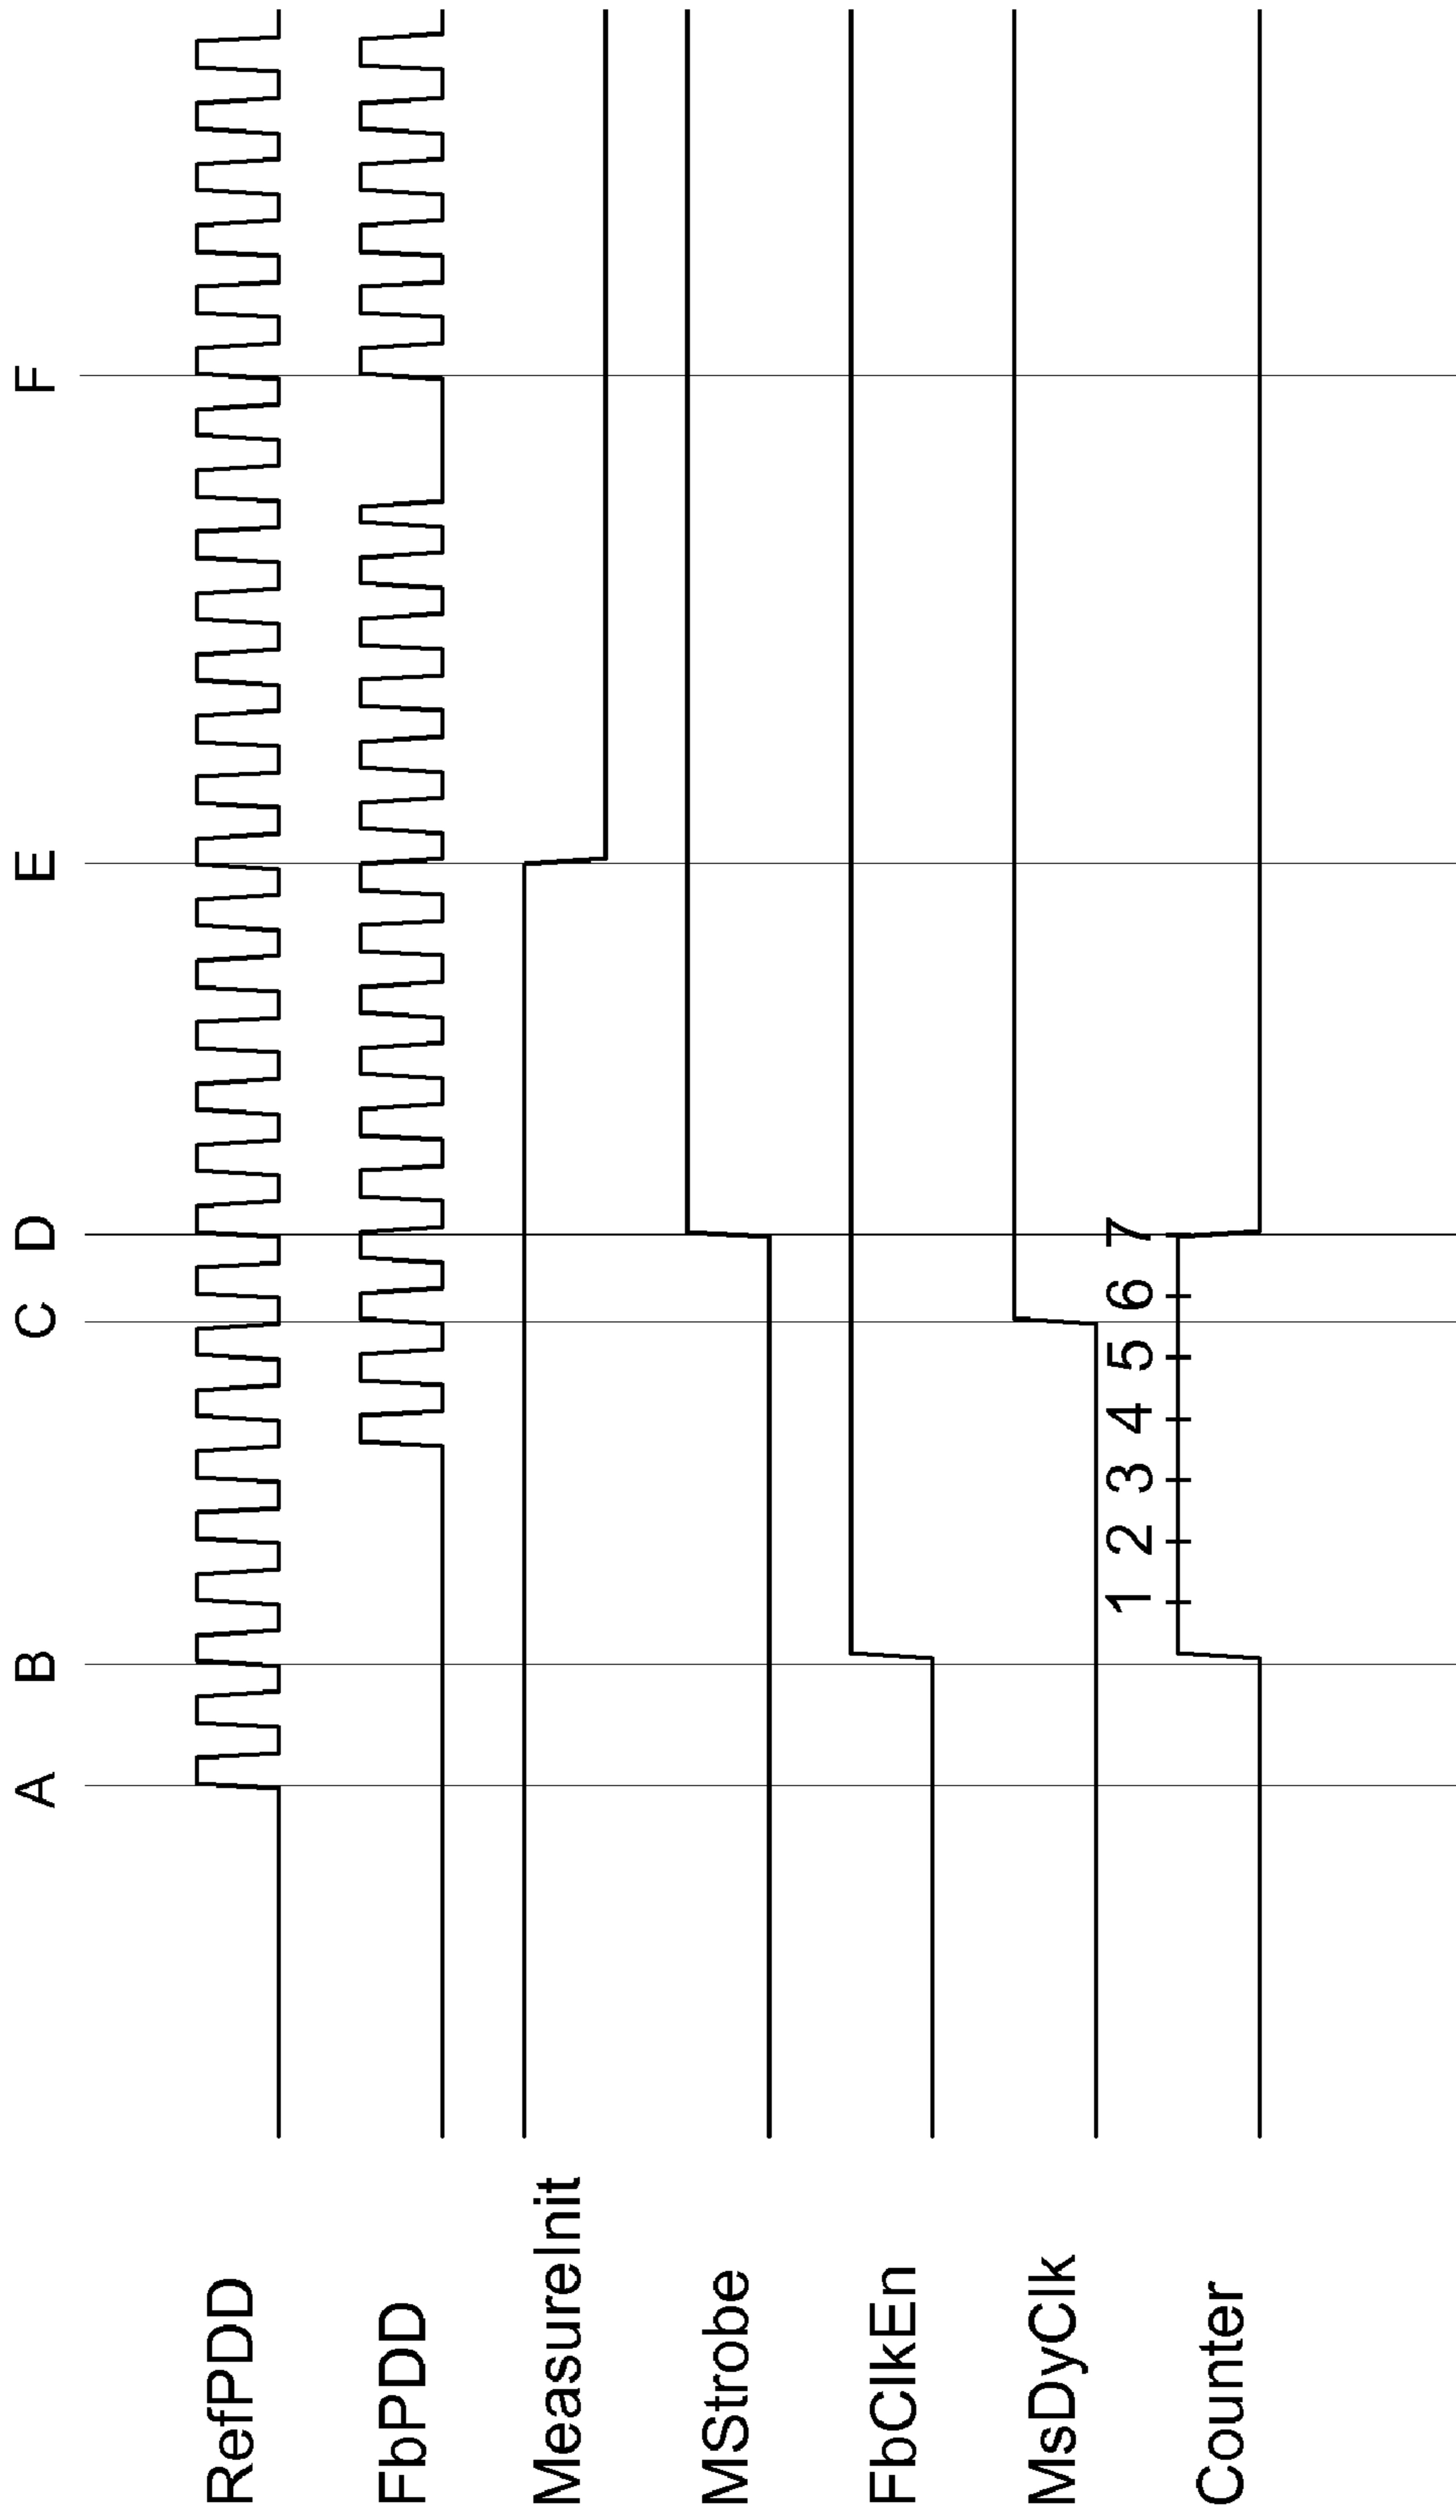 A B C D E F
RefPDD
FbPDD
MeasureInit
MStrobe
FbClkEn
MsDyClk
1 2 3 4 5 6 7
Counter